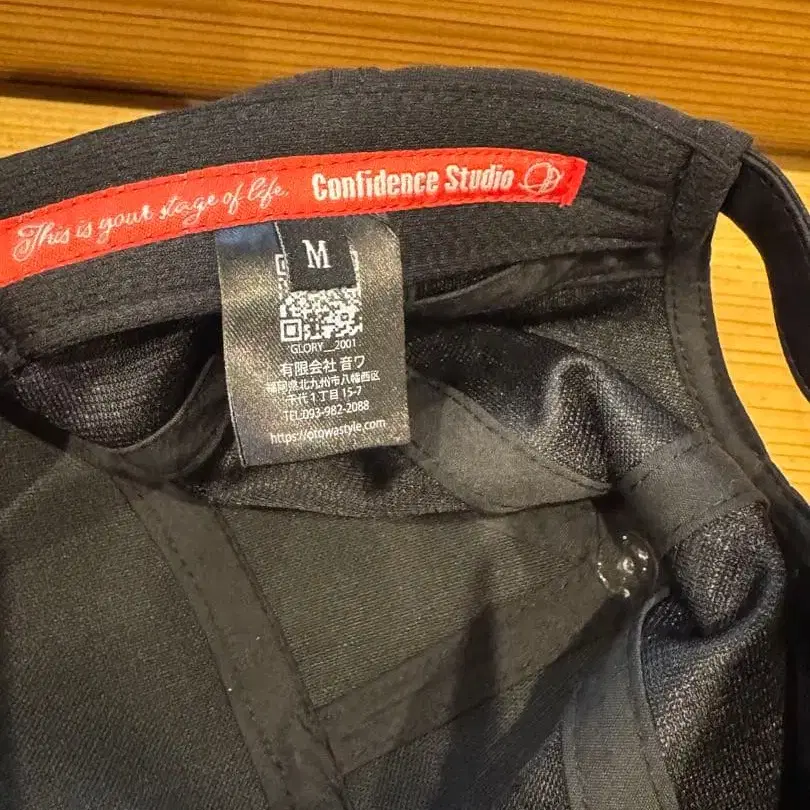 This is your stage of life. Confidence Studio
M
GLORY__2001
有限会社 音ワ
福岡県北九州市八幡西区
千代1丁目15-7
TEL:093-982-2088
https://otowastyle.com